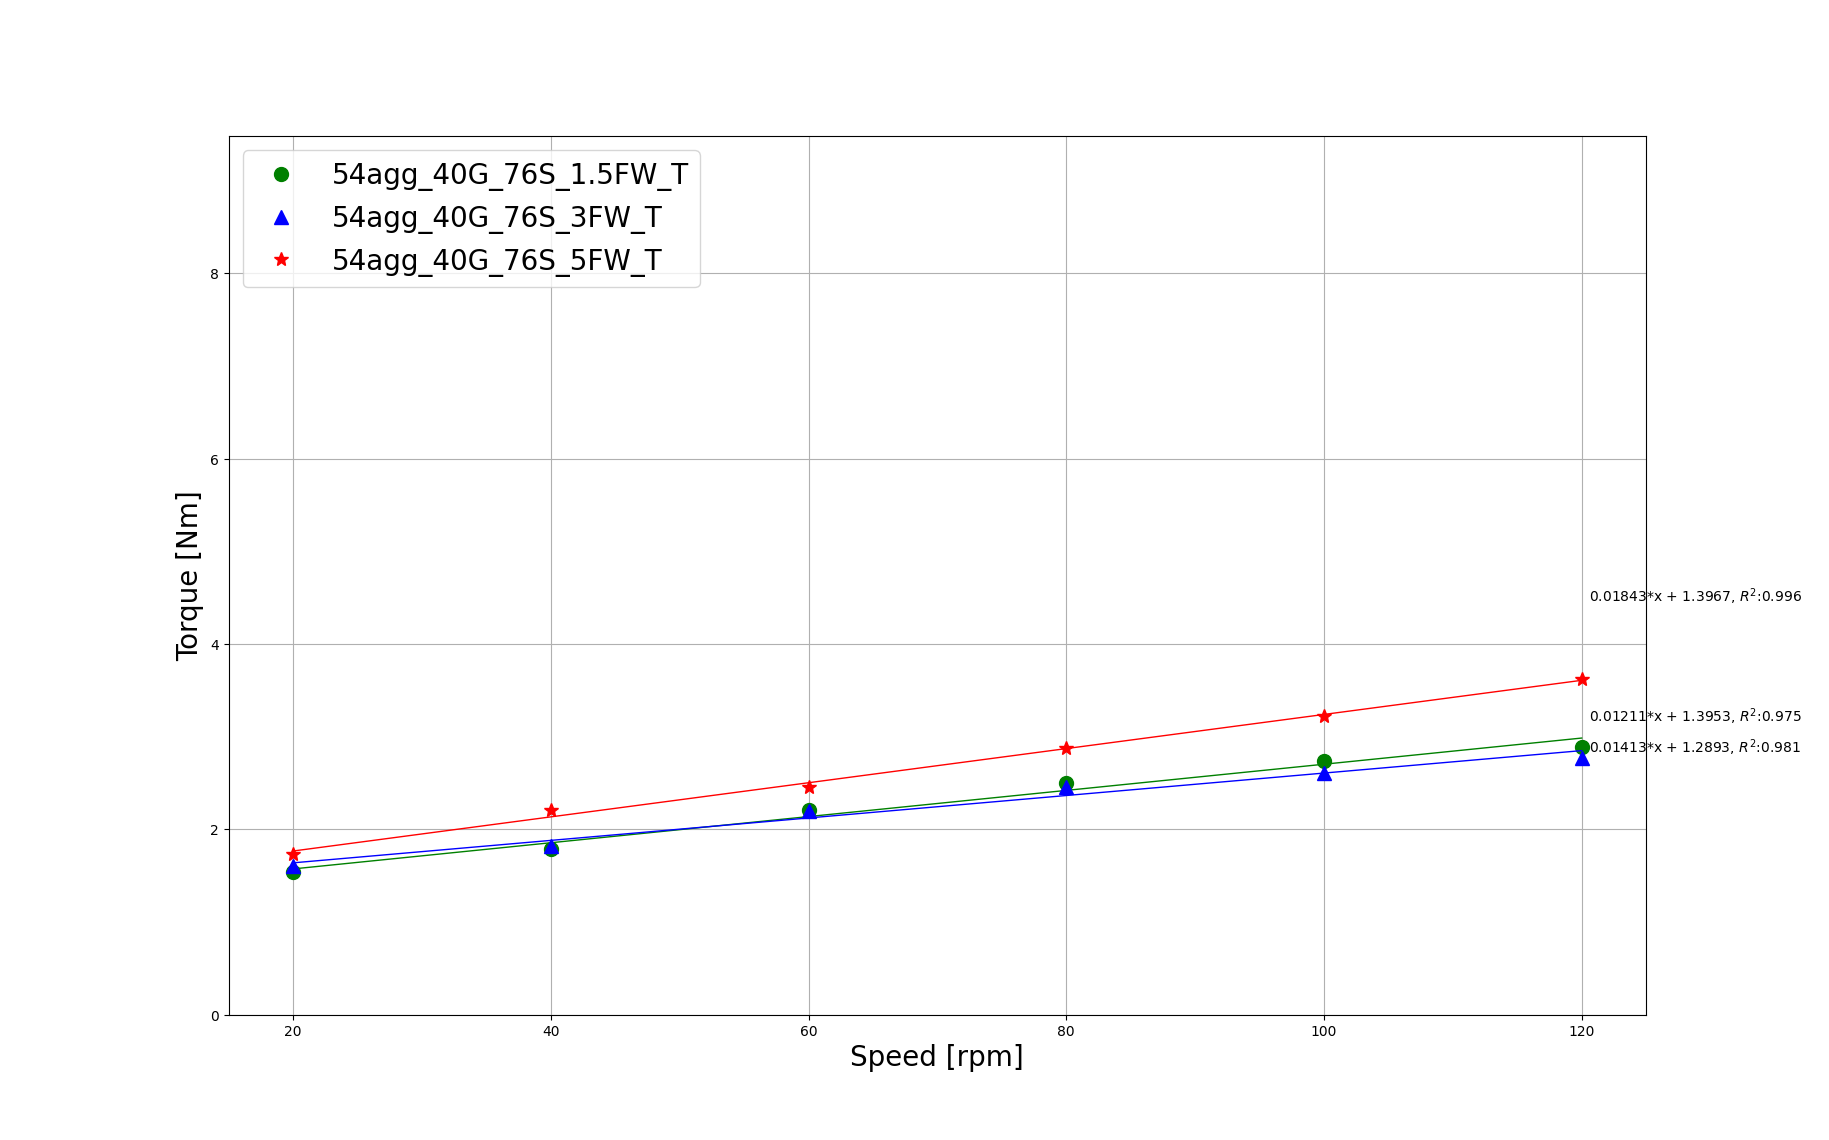 54agg_40G_76S_1.5FW_T
54agg_40G_76S_3FW_T
54agg_40G_76S_5FW_T
8
6
4
2
0
Torque [Nm]
0.01843*x + 1.3967, R²:0.996
0.01211*x + 1.3953, R²:0.975
0.01413*x + 1.2893, R²:0.981
20 40 60 80 100 120
Speed [rpm]